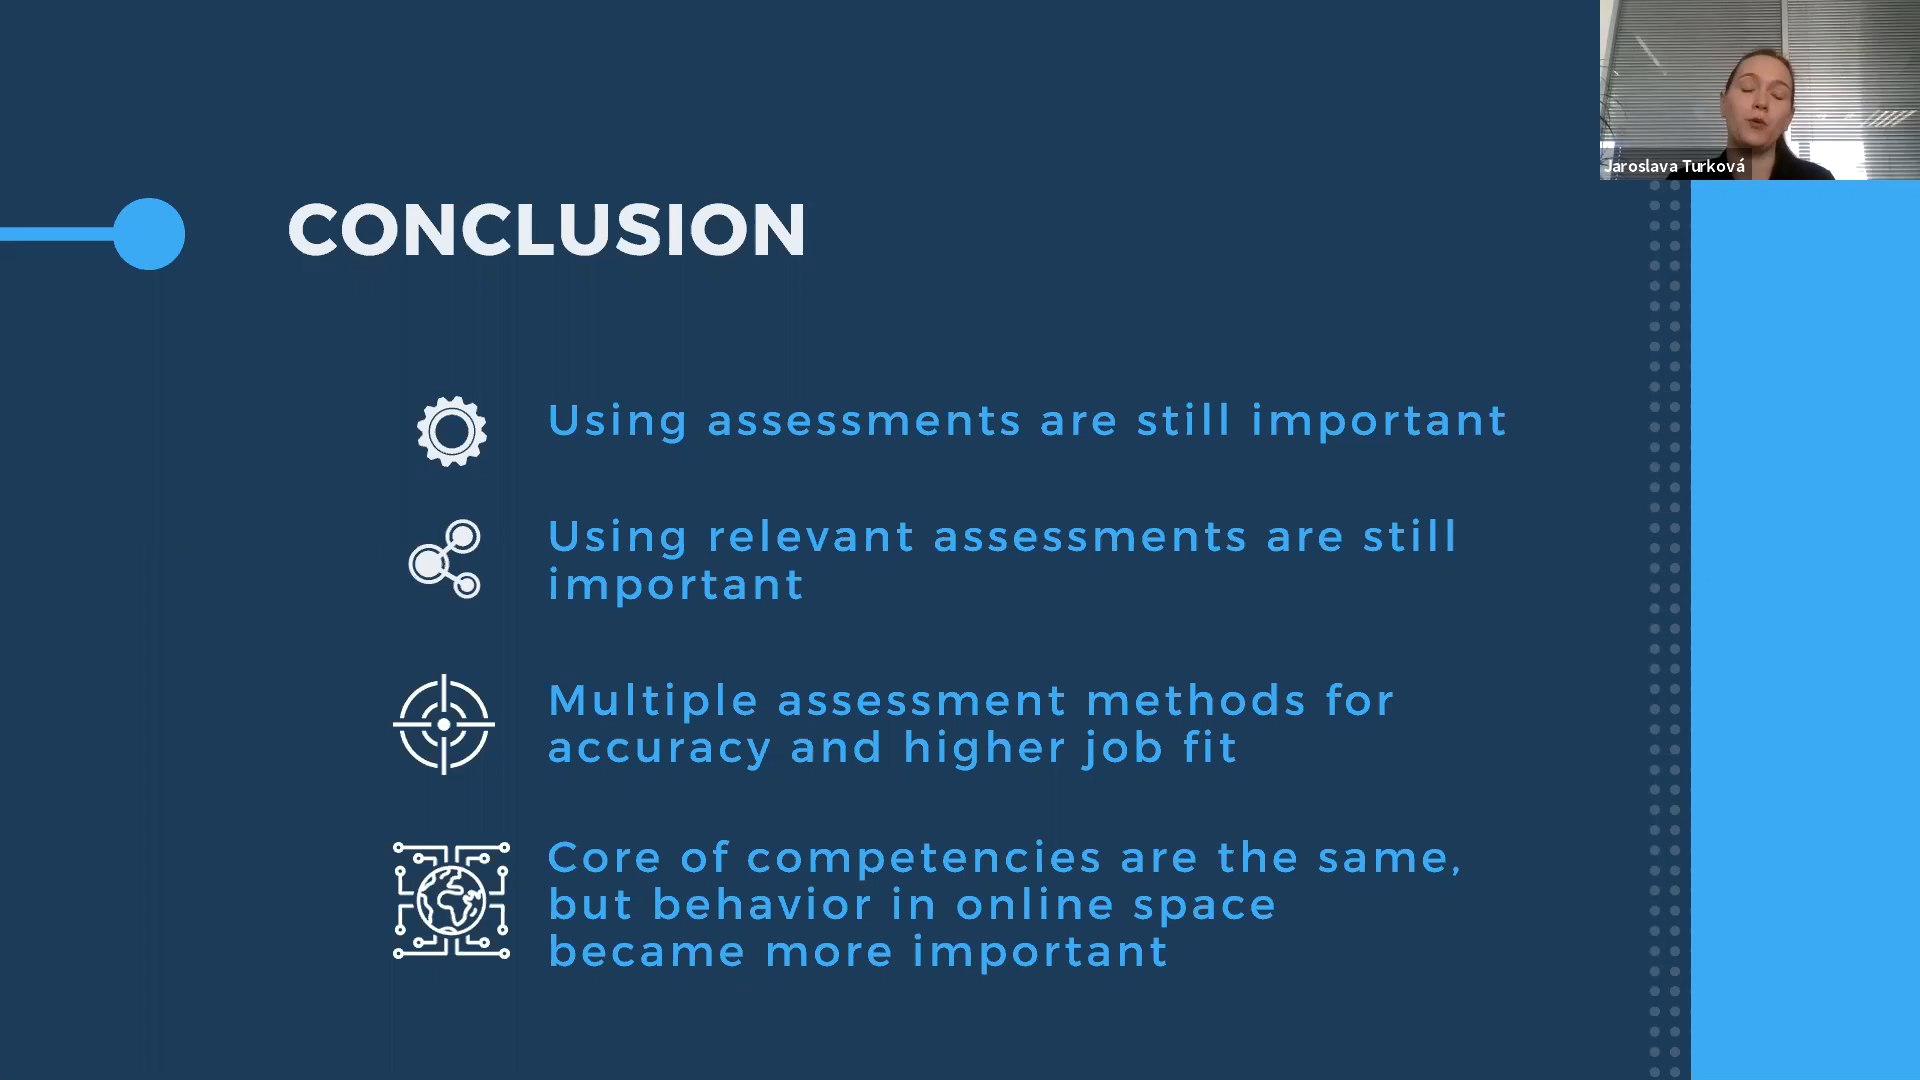 Jaroslava Turková
CONCLUSION
Using assessments are still important
Using relevant assessments are still
important
Multiple assessment methods for
accuracy and higher job fit
Core of competencies are the same,
but behavior in online space
became more important